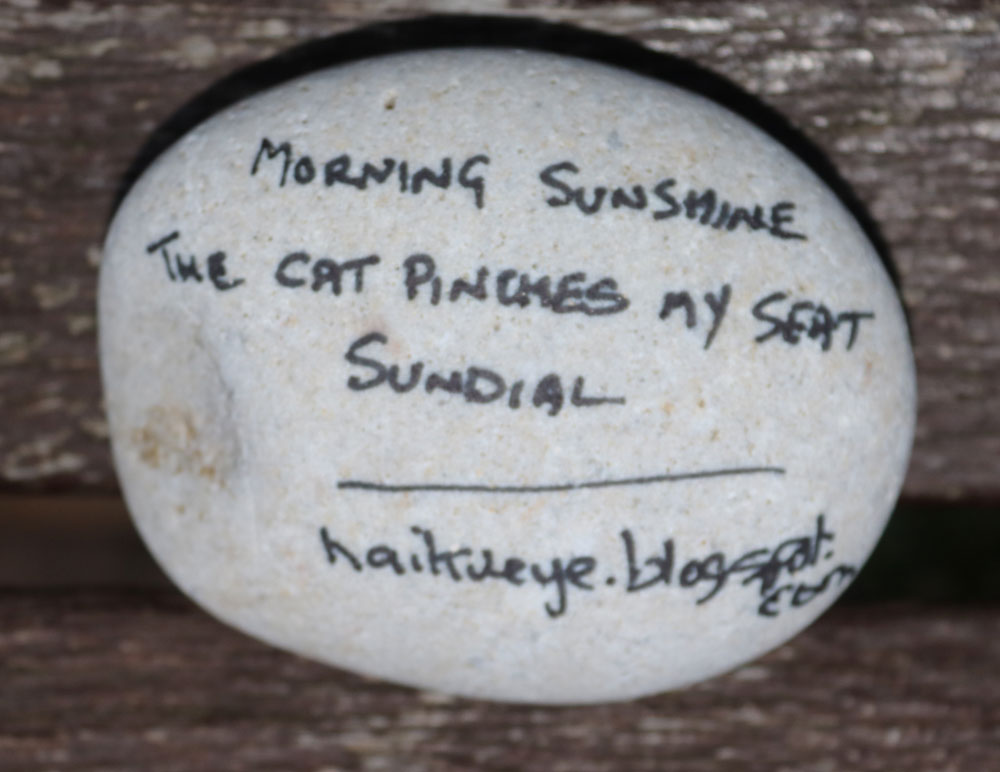 MORNING SUNSHINE
THE CAT PINCHES MY SEAT
SUNDIAL
haikueye.blogspot.
com